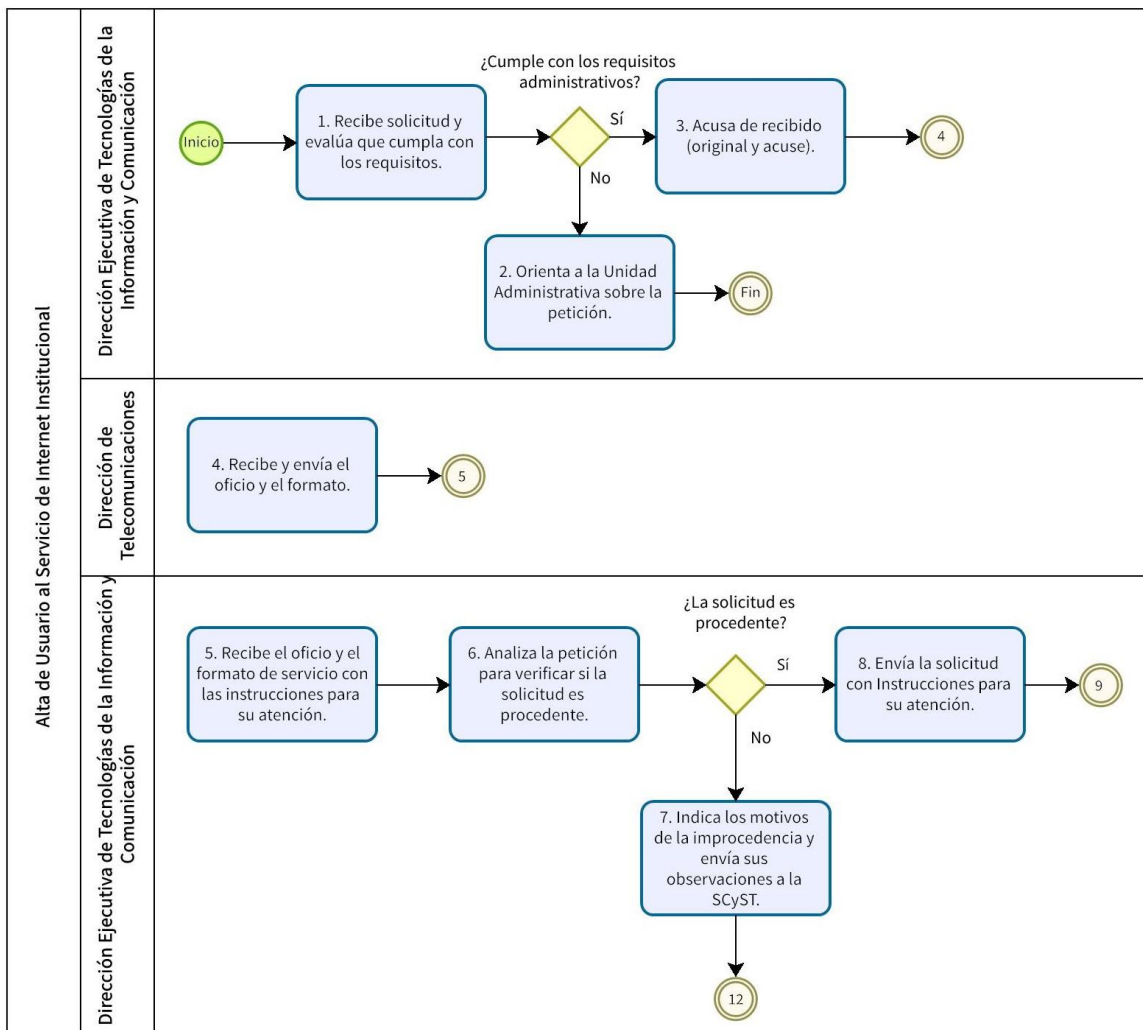 Alta de Usuario al Servicio de Internet Institucional
Dirección Ejecutiva de Tecnologías de la
Información y Comunicación
Inicio
1. Recibe solicitud y
evalúa que cumpla con
los requisitos.
¿Cumple con los requisitos
administrativos?
Sí
No
3. Acusa de recibido
(original y acuse).
4
2. Orienta a la Unidad
Administrativa sobre la
petición.
Fin
Dirección de
Telecomunicaciones
4. Recibe y envía el
oficio y el formato.
5
Dirección Ejecutiva de Tecnologías de la Información y
Comunicación
5. Recibe el oficio y el
formato de servicio con
las instrucciones para
su atención.
6. Analiza la petición
para verificar si la
solicitud es
procedente.
¿La solicitud es
procedente?
Sí
No
8. Envía la solicitud
con Instrucciones para
su atención.
9
7. Indica los motivos
de la improcedencia y
envía sus
observaciones a la
SCyST.
12